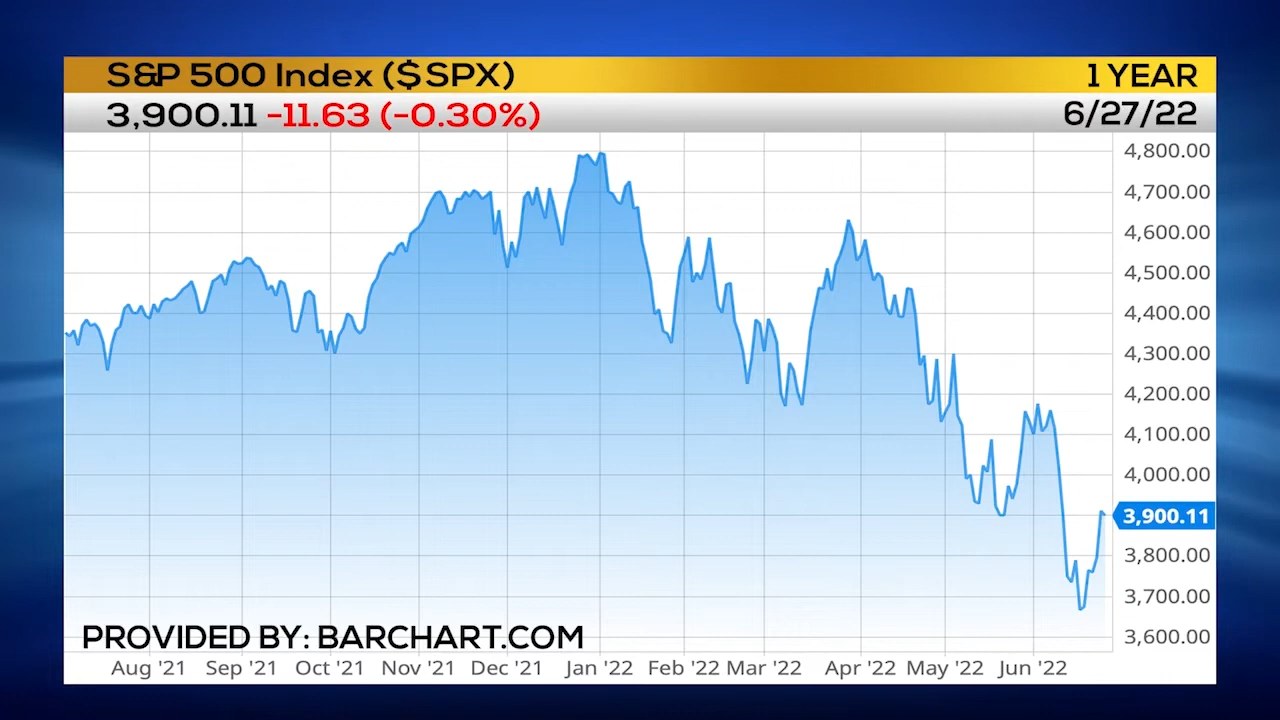 S&P 500 Index ($SPX)
1 YEAR
3,900.11 -11.63 (-0.30%)
6/27/22
4,800.00
4,700.00
4,600.00
4,500.00
4,400.00
4,300.00
4,200.00
4,100.00
4,000.00
3,900.11
3,800.00
3,700.00
3,600.00
PROVIDED BY: BARCHART.COM
Aug '21 Sep '21 Oct '21 Nov '21 Dec '21 Jan '22 Feb '22 Mar '22 Apr '22 May '22 Jun '22